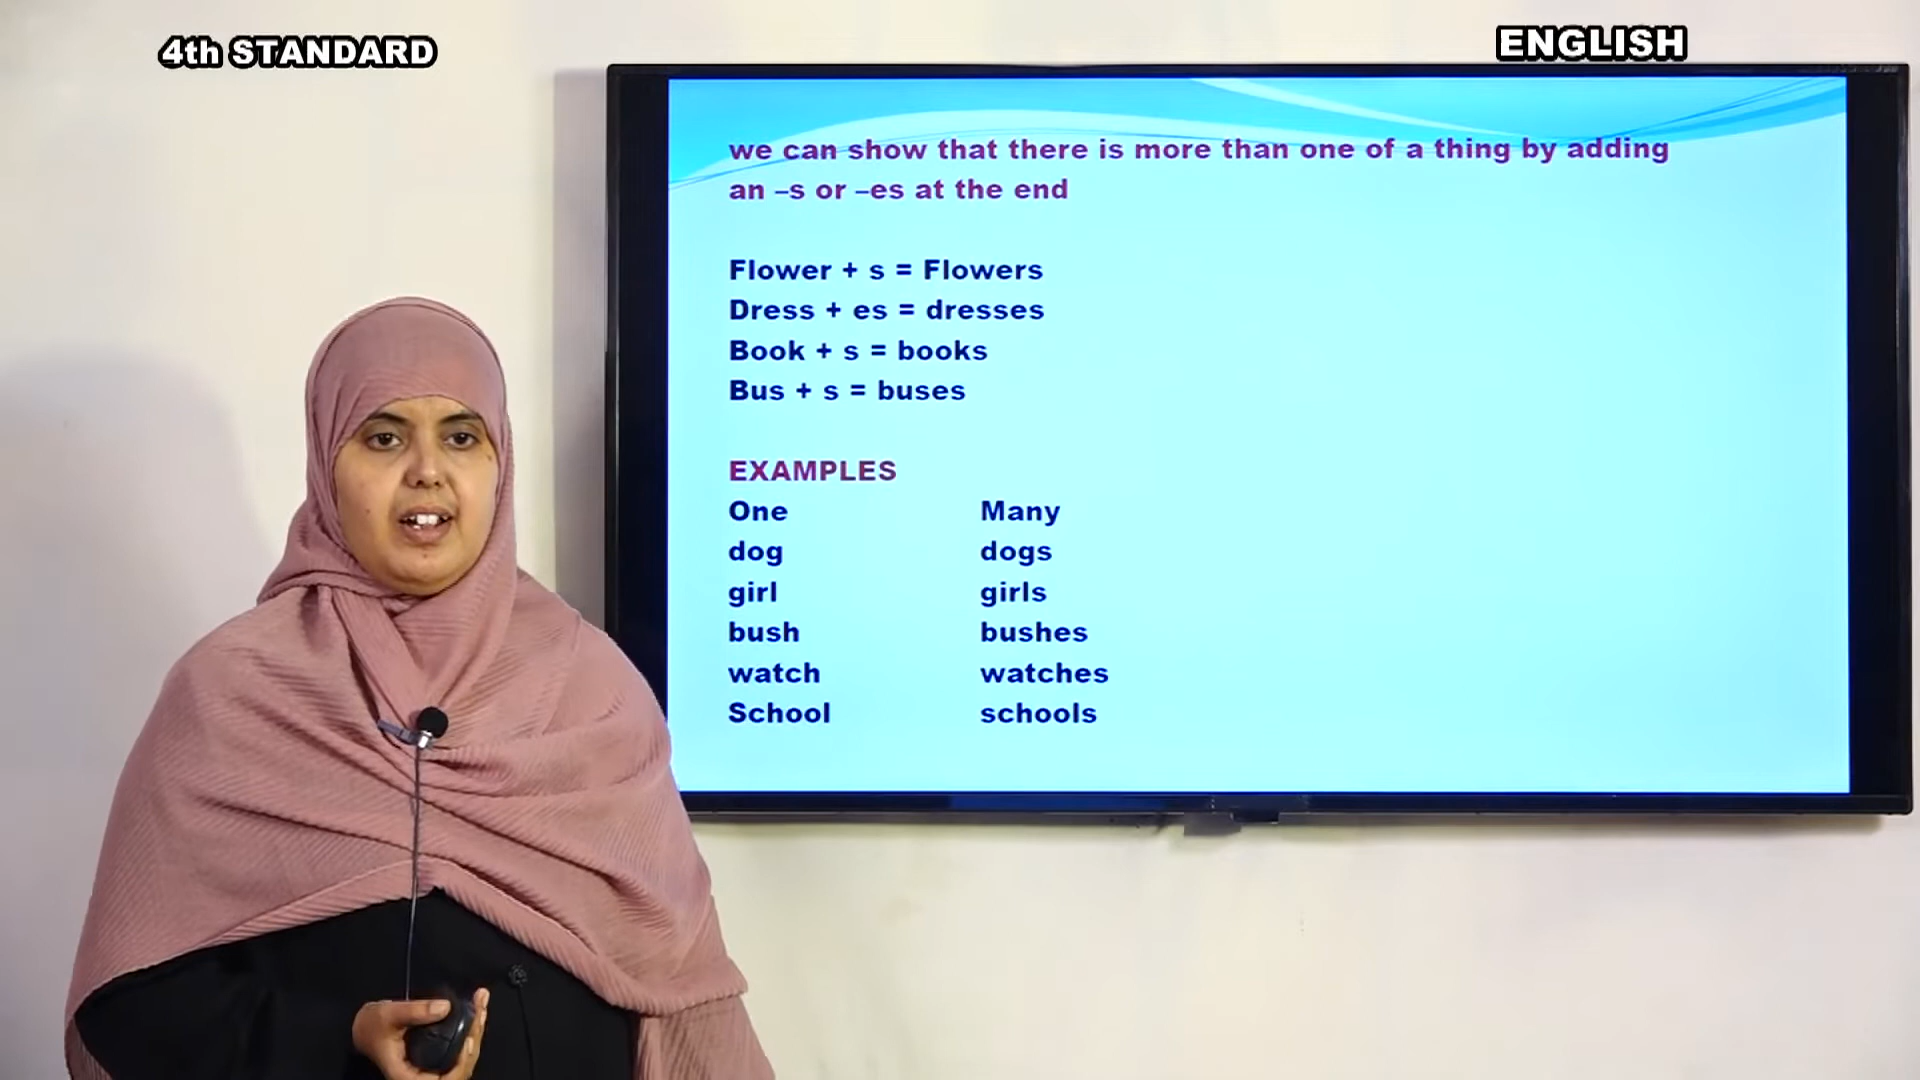 4th STANDARD
ENGLISH
we can show that there is more than one of a thing by adding
an –s or –es at the end
Flower + s = Flowers
Dress + es = dresses
Book + s = books
Bus + s = buses
EXAMPLES
One Many
dog dogs
girl girls
bush bushes
watch watches
School schools